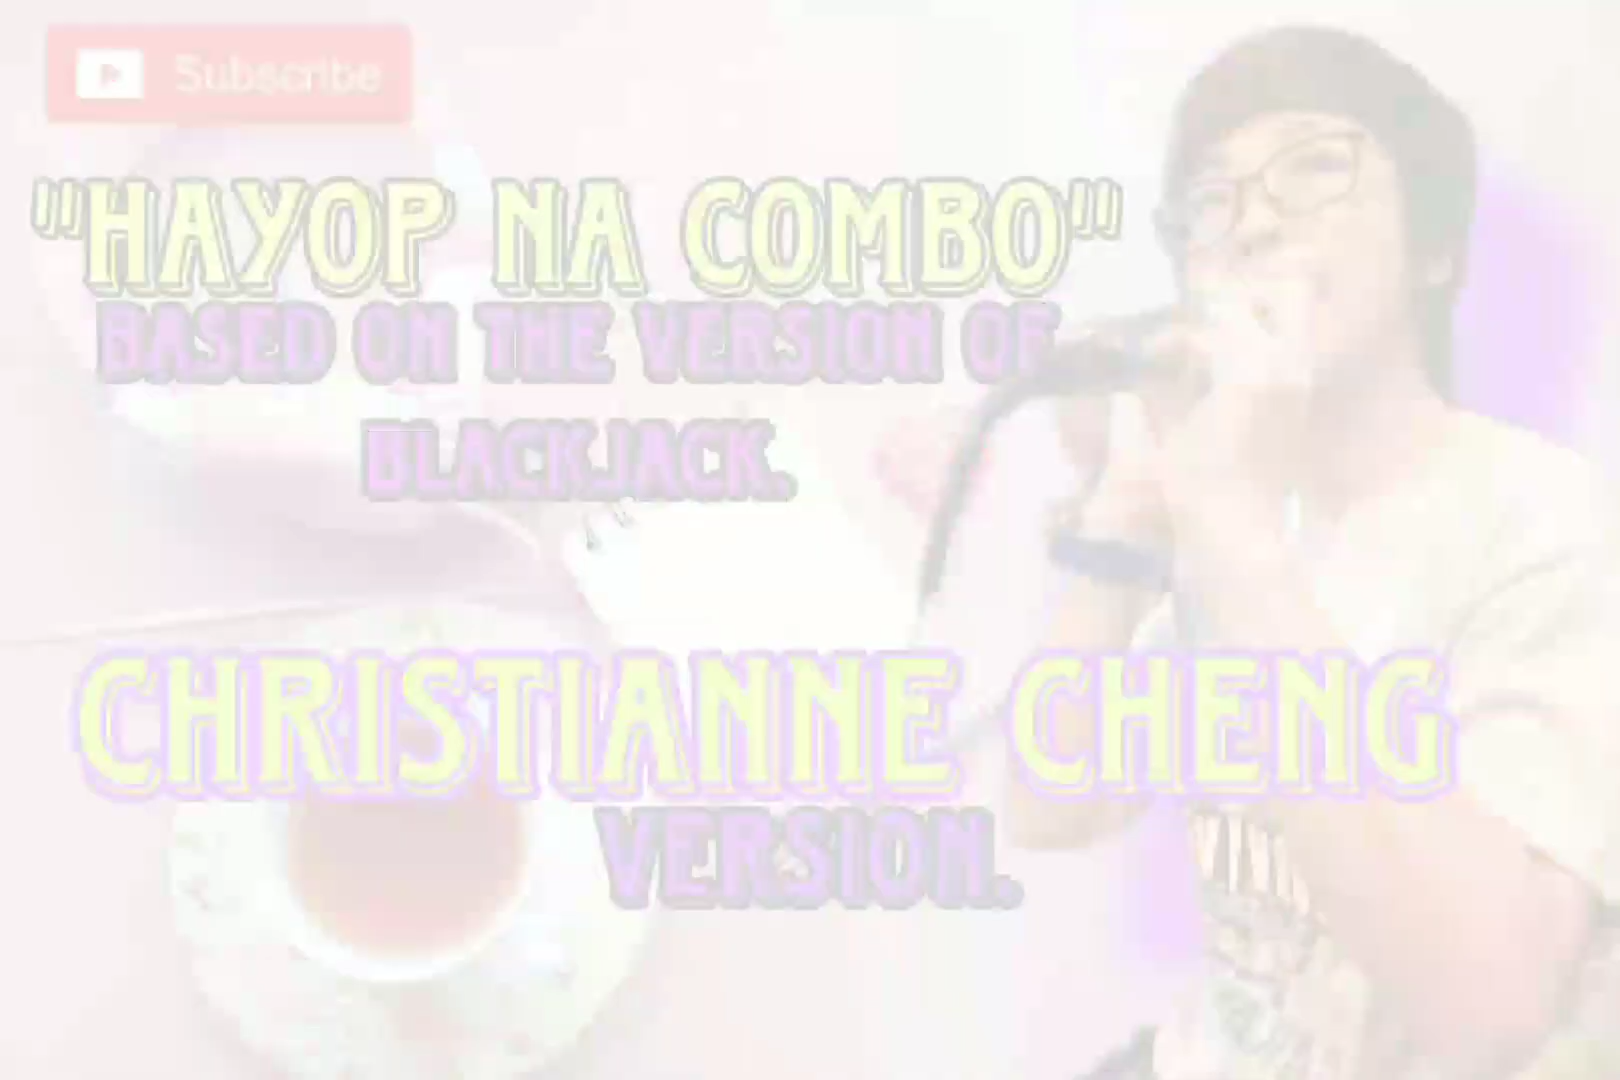 Subscribe
"HAYOP NA COMBO"
BASED ON THE VERSION OF
BLACKJACK.
CHRISTIANNE CHENG
VERSION.